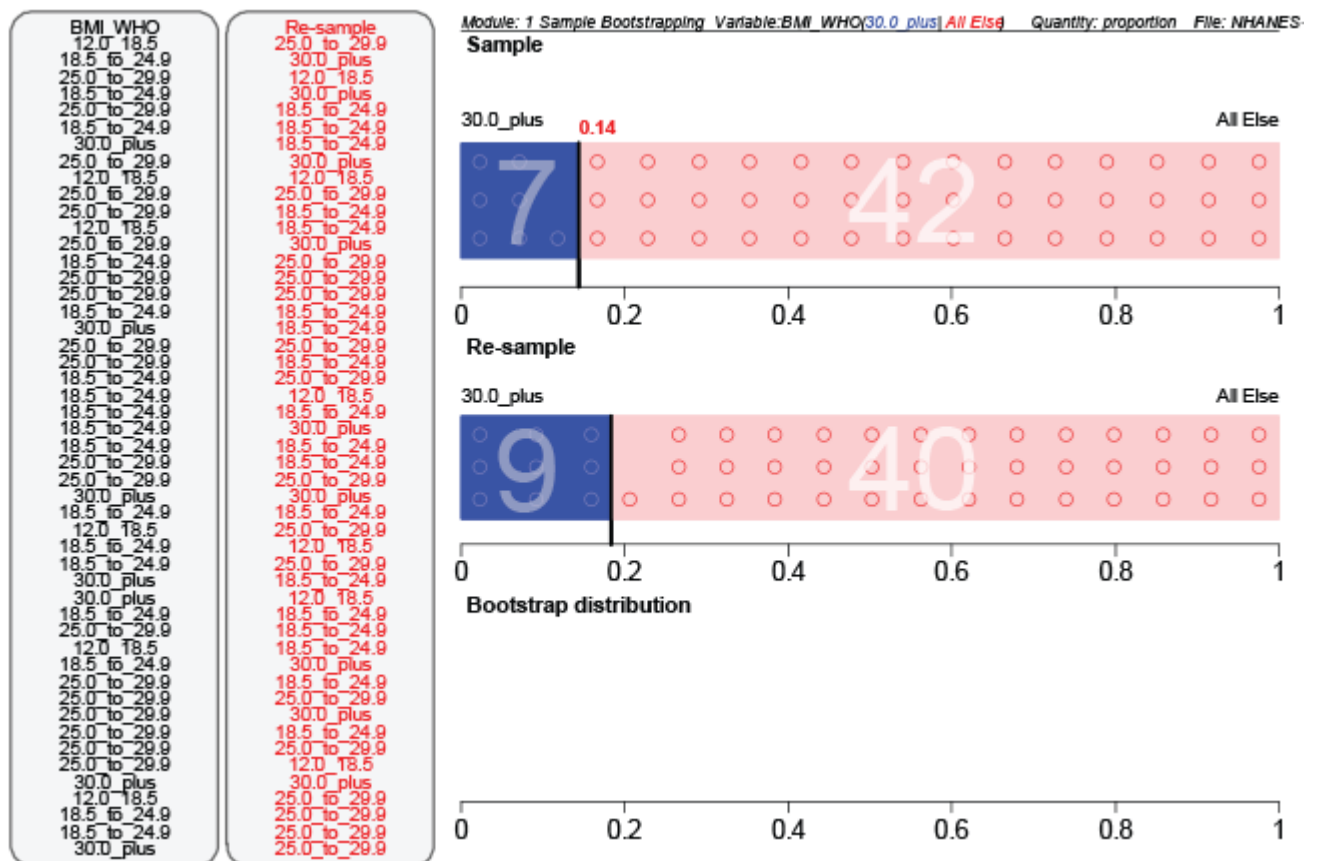 BMI_WHO
12.0_18.5
18.5_to_24.9
25.0_to_29.9
18.5_to_24.9
25.0_to_29.9
18.5_to_24.9
30.0_plus
25.0_to_29.9
12.0_18.5
25.0_to_29.9
25.0_to_29.9
12.0_18.5
25.0_to_29.9
18.5_to_24.9
25.0_to_29.9
25.0_to_29.9
18.5_to_24.9
30.0_plus
25.0_to_29.9
25.0_to_29.9
18.5_to_24.9
18.5_to_24.9
18.5_to_24.9
18.5_to_24.9
18.5_to_24.9
25.0_to_29.9
25.0_to_29.9
30.0_plus
18.5_to_24.9
12.0_18.5
18.5_to_24.9
18.5_to_24.9
30.0_plus
30.0_plus
18.5_to_24.9
25.0_to_29.9
12.0_18.5
18.5_to_24.9
25.0_to_29.9
25.0_to_29.9
25.0_to_29.9
25.0_to_29.9
25.0_to_29.9
25.0_to_29.9
30.0_plus
12.0_18.5
18.5_to_24.9
18.5_to_24.9
30.0_plus
Re-sample
25.0_to_29.9
30.0_plus
12.0_18.5
30.0_plus
18.5_to_24.9
18.5_to_24.9
18.5_to_24.9
30.0_plus
12.0_18.5
25.0_to_29.9
18.5_to_24.9
18.5_to_24.9
30.0_plus
25.0_to_29.9
25.0_to_29.9
25.0_to_29.9
18.5_to_24.9
18.5_to_24.9
25.0_to_29.9
18.5_to_24.9
25.0_to_29.9
12.0_18.5
18.5_to_24.9
30.0_plus
18.5_to_24.9
18.5_to_24.9
25.0_to_29.9
30.0_plus
18.5_to_24.9
25.0_to_29.9
12.0_18.5
25.0_to_29.9
18.5_to_24.9
12.0_18.5
18.5_to_24.9
18.5_to_24.9
18.5_to_24.9
30.0_plus
18.5_to_24.9
25.0_to_29.9
30.0_plus
18.5_to_24.9
25.0_to_29.9
12.0_18.5
30.0_plus
25.0_to_29.9
25.0_to_29.9
25.0_to_29.9
25.0_to_29.9
Module: 1 Sample Bootstrapping Variable:BMI_WHO(30.0_plus| All Else) Quantity: proportion File: NHANES-
Sample
30.0_plus 0.14 All Else
7 42
0 0.2 0.4 0.6 0.8 1
Re-sample
30.0_plus All Else
9 40
0 0.2 0.4 0.6 0.8 1
Bootstrap distribution
0 0.2 0.4 0.6 0.8 1